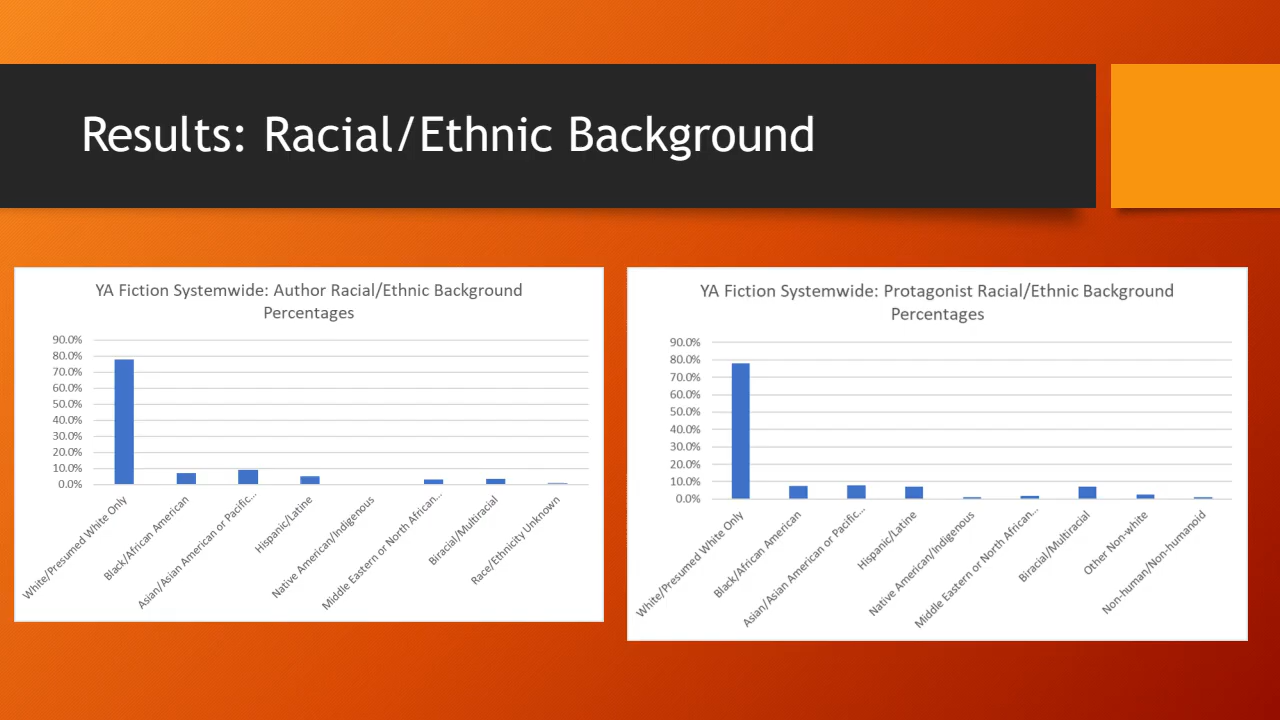 Results: Racial/Ethnic Background
YA Fiction Systemwide: Author Racial/Ethnic Background
Percentages
90.0%
80.0%
70.0%
60.0%
50.0%
40.0%
30.0%
20.0%
10.0%
0.0%
White/Presumed White Only
Black/African American
Asian/Asian American or Pacific...
Hispanic/Latine
Native American/Indigenous
Middle Eastern or North African...
Biracial/Multiracial
Race/Ethnicity Unknown
YA Fiction Systemwide: Protagonist Racial/Ethnic Background
Percentages
90.0%
80.0%
70.0%
60.0%
50.0%
40.0%
30.0%
20.0%
10.0%
0.0%
White/Presumed White Only
Black/African American
Asian/Asian American or Pacific...
Hispanic/Latine
Native American/Indigenous
Middle Eastern or North African...
Biracial/Multiracial
Other Non-white
Non-human/Non-humanoid